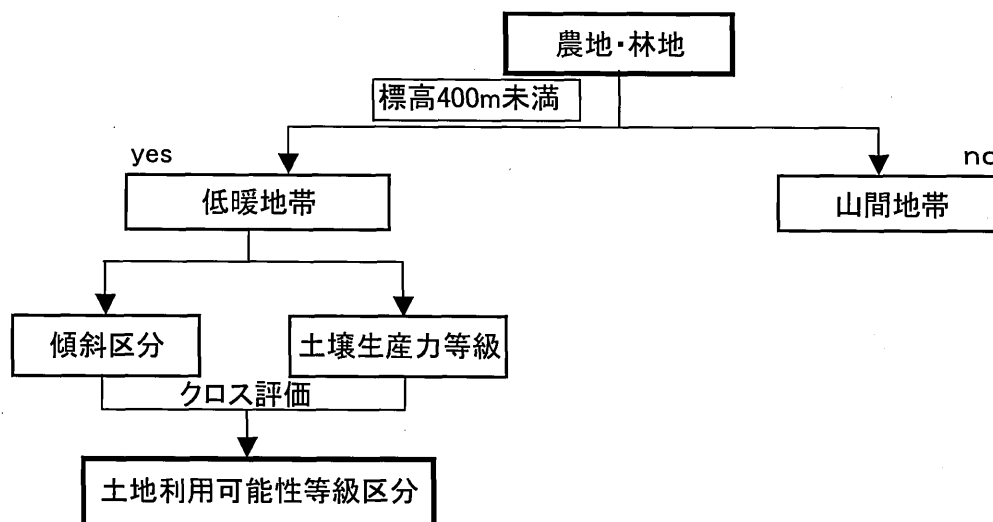 農地・林地
標高400m未満
yes
no
低暖地帯
山間地帯
傾斜区分
土壌生産力等級
クロス評価
土地利用可能性等級区分